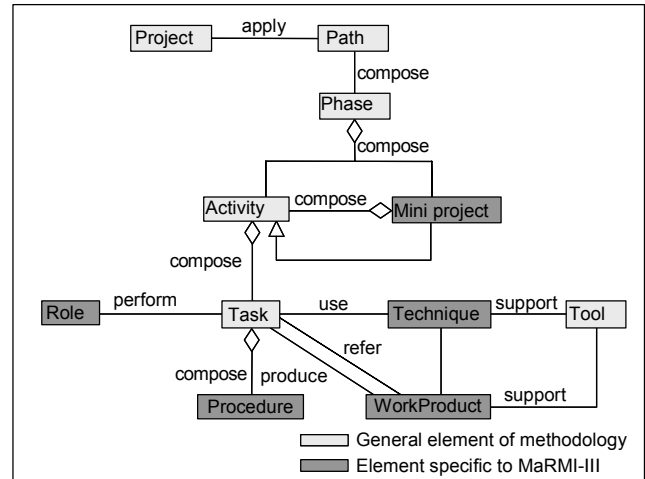 Project
apply
Path
compose
Phase
compose
Activity
compose
Mini project
compose
Role
perform
Task
use
Technique
support
Tool
refer
compose
produce
Procedure
WorkProduct
support
General element of methodology
Element specific to MaRMI-III